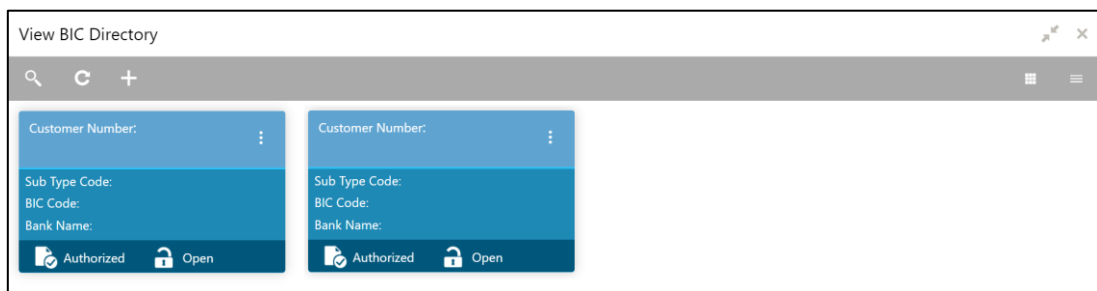 View BIC Directory
Customer Number:
Sub Type Code:
BIC Code:
Bank Name:
Authorized Open
Customer Number:
Sub Type Code:
BIC Code:
Bank Name:
Authorized Open